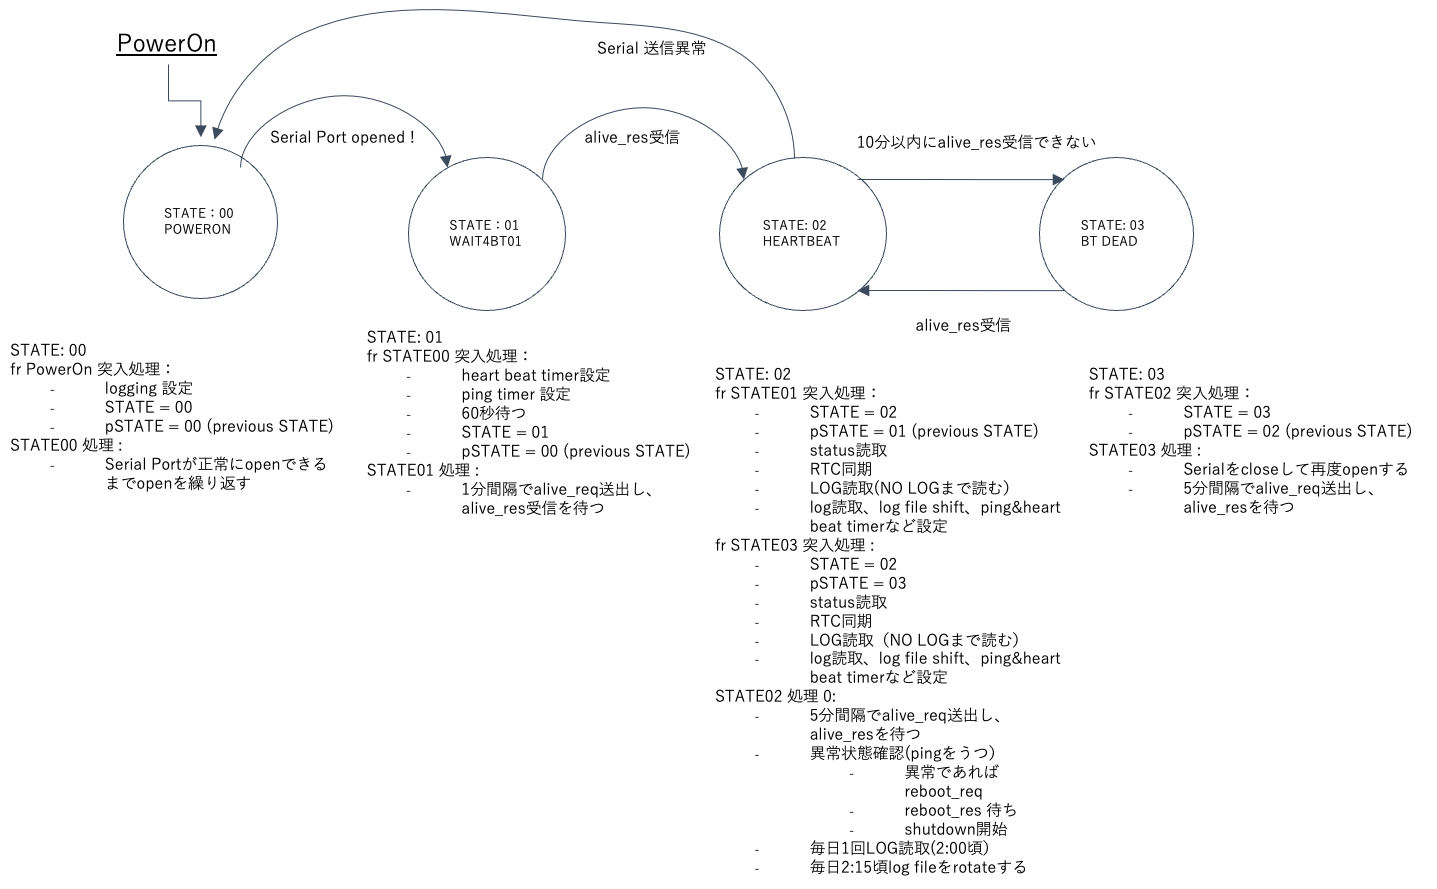 PowerOn
Serial 送信異常
Serial Port opened！
alive_res受信
10分以内にalive_res受信できない
STATE：00
POWERON
STATE：01
WAIT4BT01
STATE: 02
HEARTBEAT
STATE: 03
BT DEAD
alive_res受信
STATE: 00
fr PowerOn 突入処理：
- logging 設定
- STATE = 00
- pSTATE = 00 (previous STATE)
STATE00 処理 :
- Serial Portが正常にopenできる
までopenを繰り返す
STATE: 01
fr STATE00 突入処理：
- heart beat timer設定
- ping timer 設定
- 60秒待つ
- STATE = 01
- pSTATE = 00 (previous STATE)
STATE01 処理 :
- 1分間隔でalive_req送出し、
alive_res受信を待つ
STATE: 02
fr STATE01 突入処理：
- STATE = 02
- pSTATE = 01 (previous STATE)
- status読取
- RTC同期
- LOG読取(NO LOGまで読む）
- log読取、log file shift、ping&heart
beat timerなど設定
fr STATE03 突入処理 :
- STATE = 02
- pSTATE = 03
- status読取
- RTC同期
- LOG読取（NO LOGまで読む）
- log読取、log file shift、ping&heart
beat timerなど設定
STATE02 処理 0:
- 5分間隔でalive_req送出し、
alive_resを待つ
- 異常状態確認(pingをうつ）
- 異常であれば
reboot_req
- reboot_res 待ち
- shutdown開始
- 毎日1回LOG読取(2:00頃）
- 毎日2:15頃log fileをrotateする
STATE: 03
fr STATE02 突入処理：
- STATE = 03
- pSTATE = 02 (previous STATE)
STATE03 処理 :
- Serialをcloseして再度openする
- 5分間隔でalive_req送出し、
alive_resを待つ